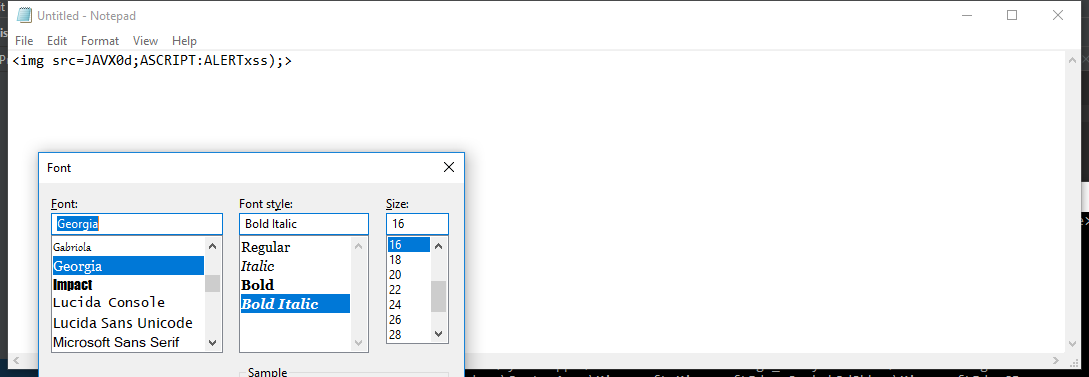 Untitled - Notepad
File Edit Format View Help
<img src=JAVX0d;ASCRIPT:ALERTxss);>
Font
Font: Font style: Size:
Georgia Bold Italic 16
Gabriola Regular 16
Georgia Italic 18
Impact Bold 20
Lucida Console Bold Italic 22
Lucida Sans Unicode 24
Microsoft Sans Serif 26
28
Sample